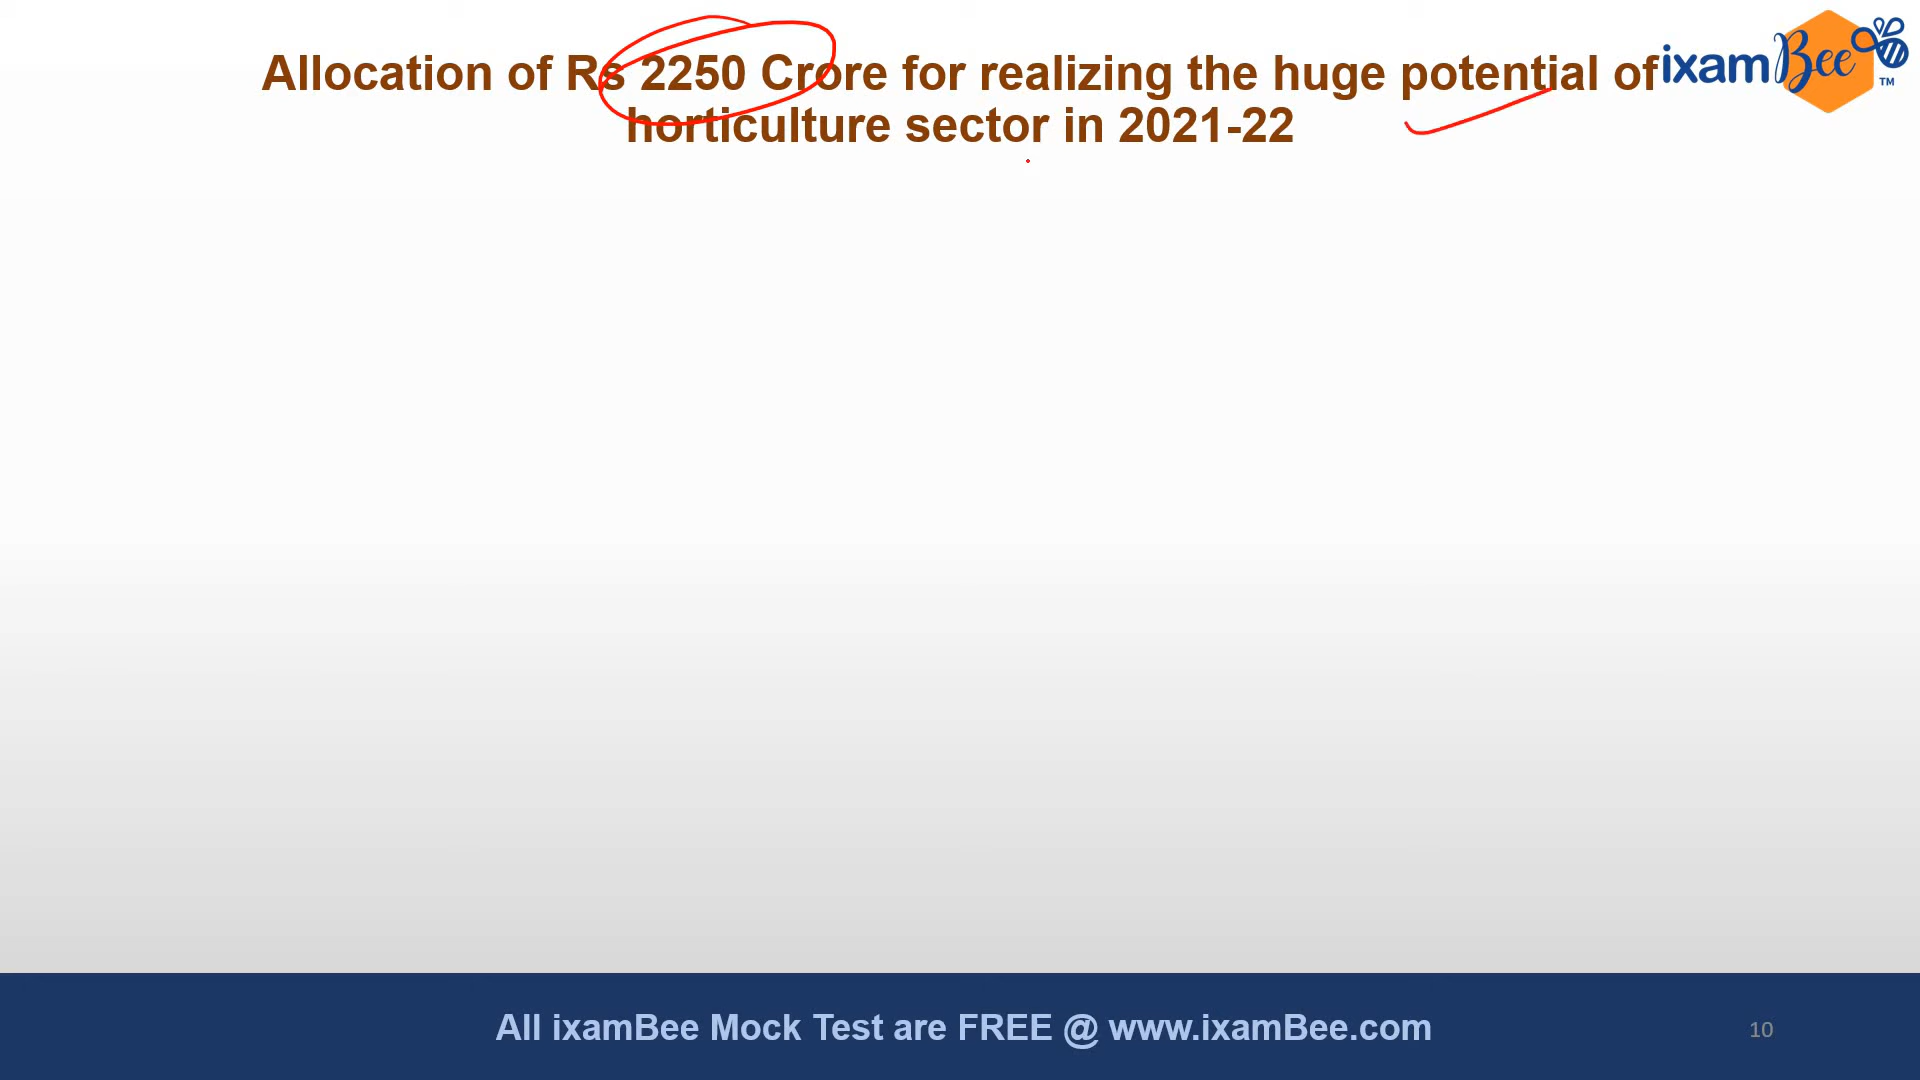 Allocation of Rs 2250 Crore for realizing the huge potential of
horticulture sector in 2021-22
ixamBee TM
All ixamBee Mock Test are FREE @ www.ixamBee.com
10